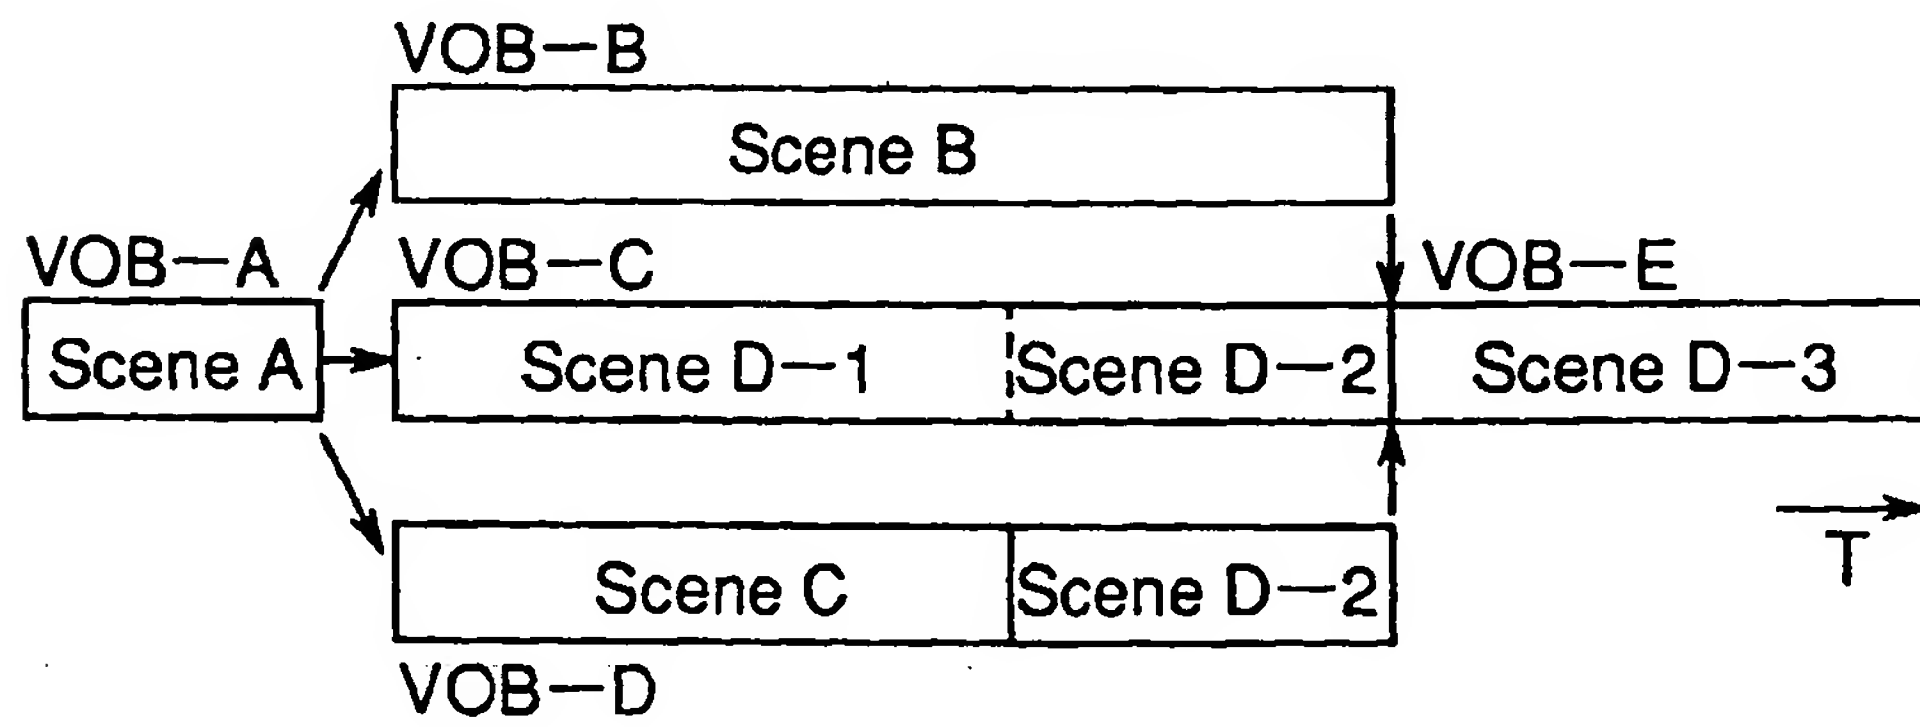 VOB—B
Scene B
VOB—A
VOB—C
VOB—E
Scene A
Scene D—1
Scene D—2
Scene D—3
T
Scene C
Scene D—2
VOB—D